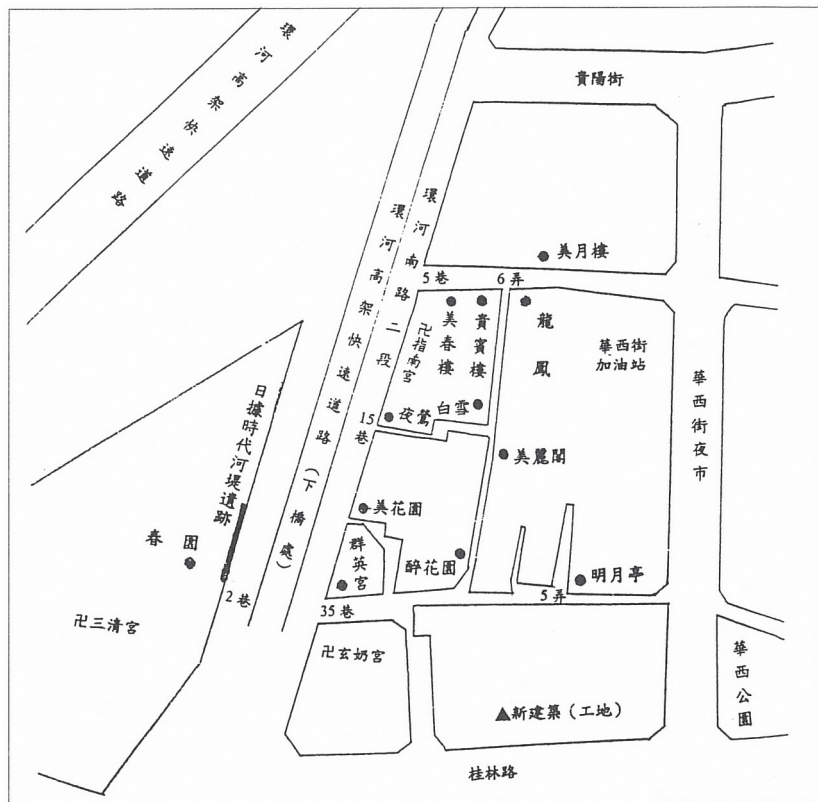 環河高架快速道路
貴陽街
環河南路二段
環河高架快速道路(下橋處)
美月樓
5巷
6弄
美春樓
貴賓樓
龍鳳
卍指南宮
華西街
加油站
華西街夜市
日據時代河堤遺跡
夜鶯
白雪
15巷
美麗閣
美花園
春園
群英宮
醉花園
明月亭
2巷
35巷
5弄
卍三清宮
卍玄奶宮
華西公園
▲新建築(工地)
桂林路